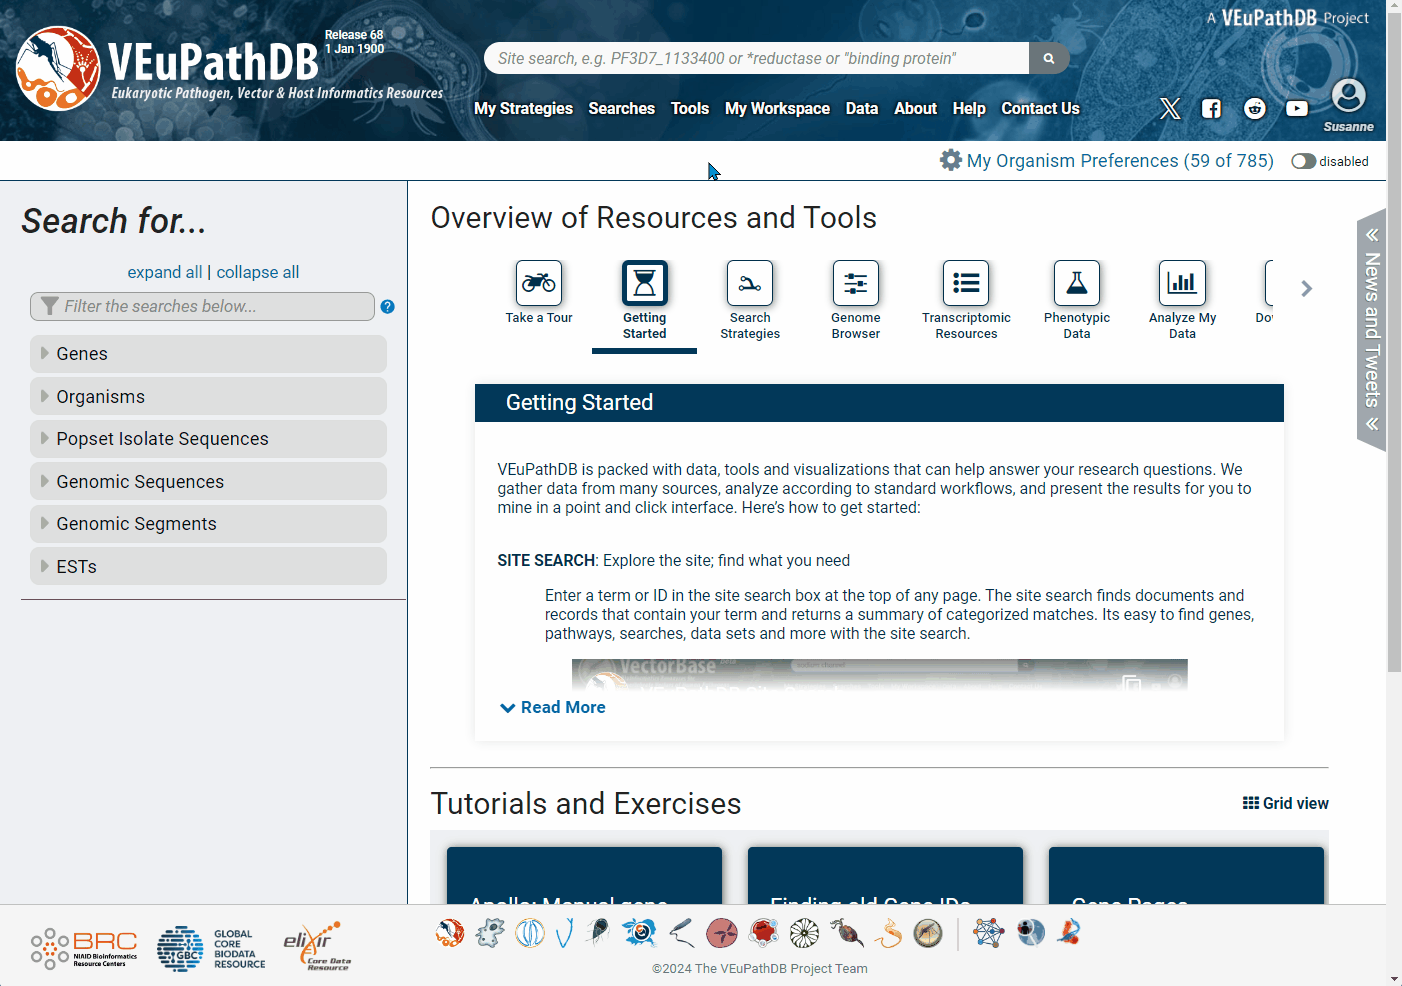 A VEuPathDB Project
Release 68
1 Jan 1900
VEuPathDB
Eukaryotic Pathogen, Vector & Host Informatics Resources
Site search, e.g. PF3D7_1133400 or *reductase or "binding protein"
My Strategies Searches Tools My Workspace Data About Help Contact Us
Susanne
My Organism Preferences (59 of 785) disabled
Search for...
expand all | collapse all
Filter the searches below...
?
Genes
Organisms
Popset Isolate Sequences
Genomic Sequences
Genomic Segments
ESTs
Overview of Resources and Tools
Take a Tour
Getting
Started
Search
Strategies
Genome
Browser
Transcriptomic
Resources
Phenotypic
Data
Analyze My
Data
News and Tweets
Getting Started
VEuPathDB is packed with data, tools and visualizations that can help answer your research questions. We
gather data from many sources, analyze according to standard workflows, and present the results for you to
mine in a point and click interface. Here's how to get started:
SITE SEARCH: Explore the site; find what you need
Enter a term or ID in the site search box at the top of any page. The site search finds documents and
records that contain your term and returns a summary of categorized matches. Its easy to find genes,
pathways, searches, data sets and more with the site search.
VectorBase
Read More
Tutorials and Exercises
Grid view
Apollo: Manual gene
Finding old Gene IDs
Gene Pages
BRC
NIAID Bioinformatics
Resource Centers
GBC
GLOBAL
CORE
BIODATA
RESOURCE
elixir
Core Data
Resource
©2024 The VEuPathDB Project Team